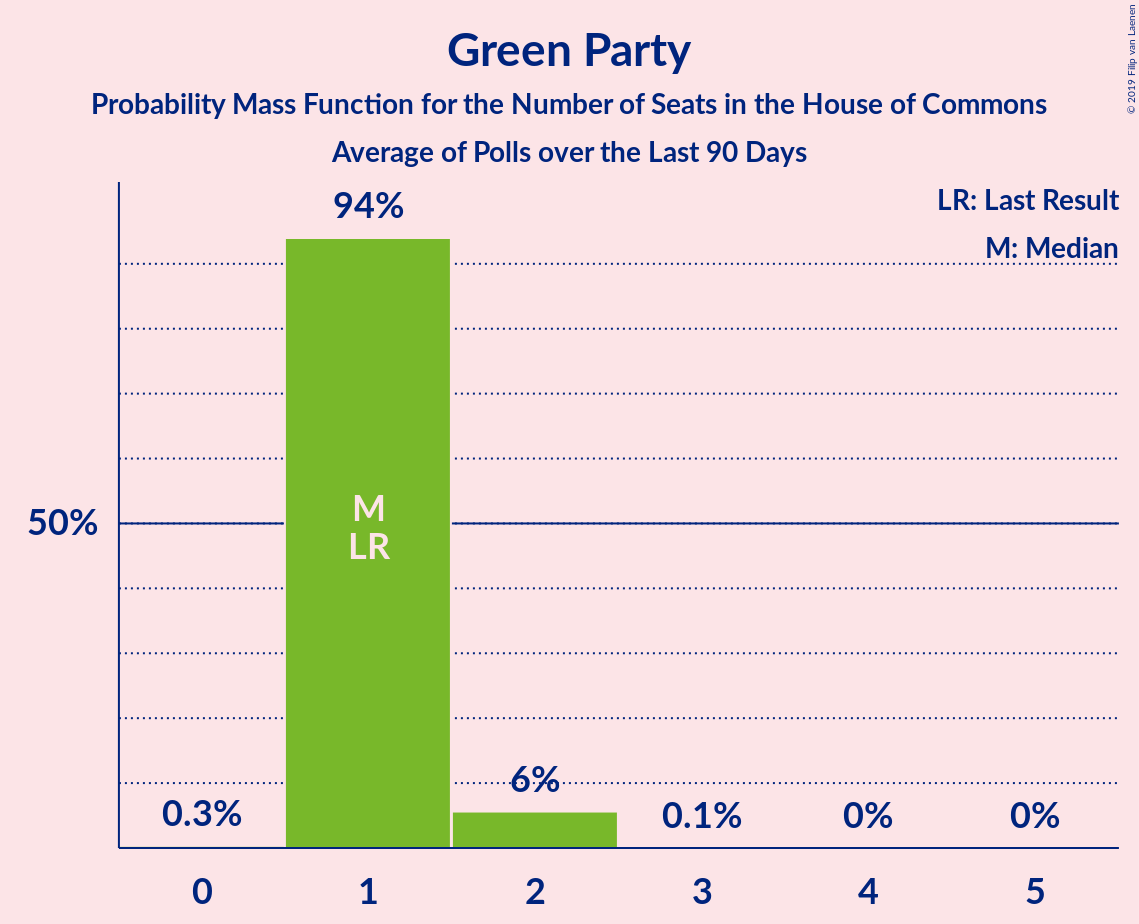 Green Party
Probability Mass Function for the Number of Seats in the House of Commons
Average of Polls over the Last 90 Days
© 2019 Filip van Laenen
LR: Last Result
M: Median
94%
M
LR
50%
0.3%
6%
0.1%
0%
0%
0 1 2 3 4 5